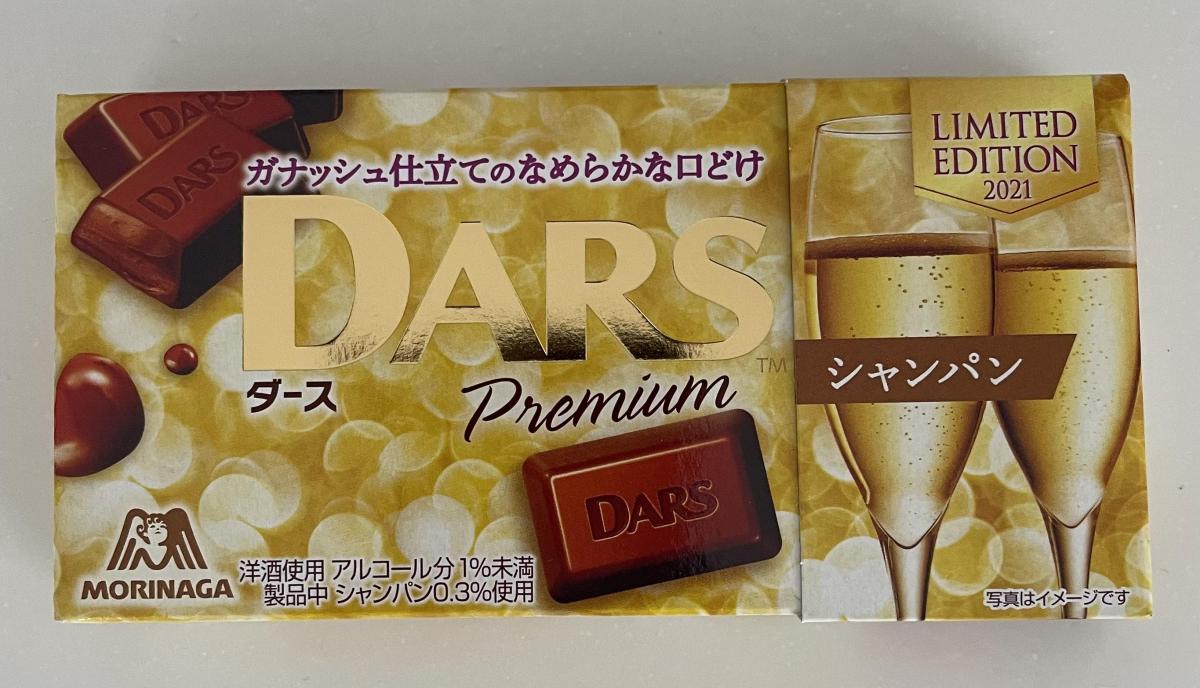 DARS
DARS
ガナッシュ仕立てのなめらかな口どけ
DARS
TM
ダース
Premium
DARS
MORINAGA
洋酒使用 アルコール分1%未満
製品中 シャンパン0.3%使用
LIMITED
EDITION
2021
シャンパン
写真はイメージです